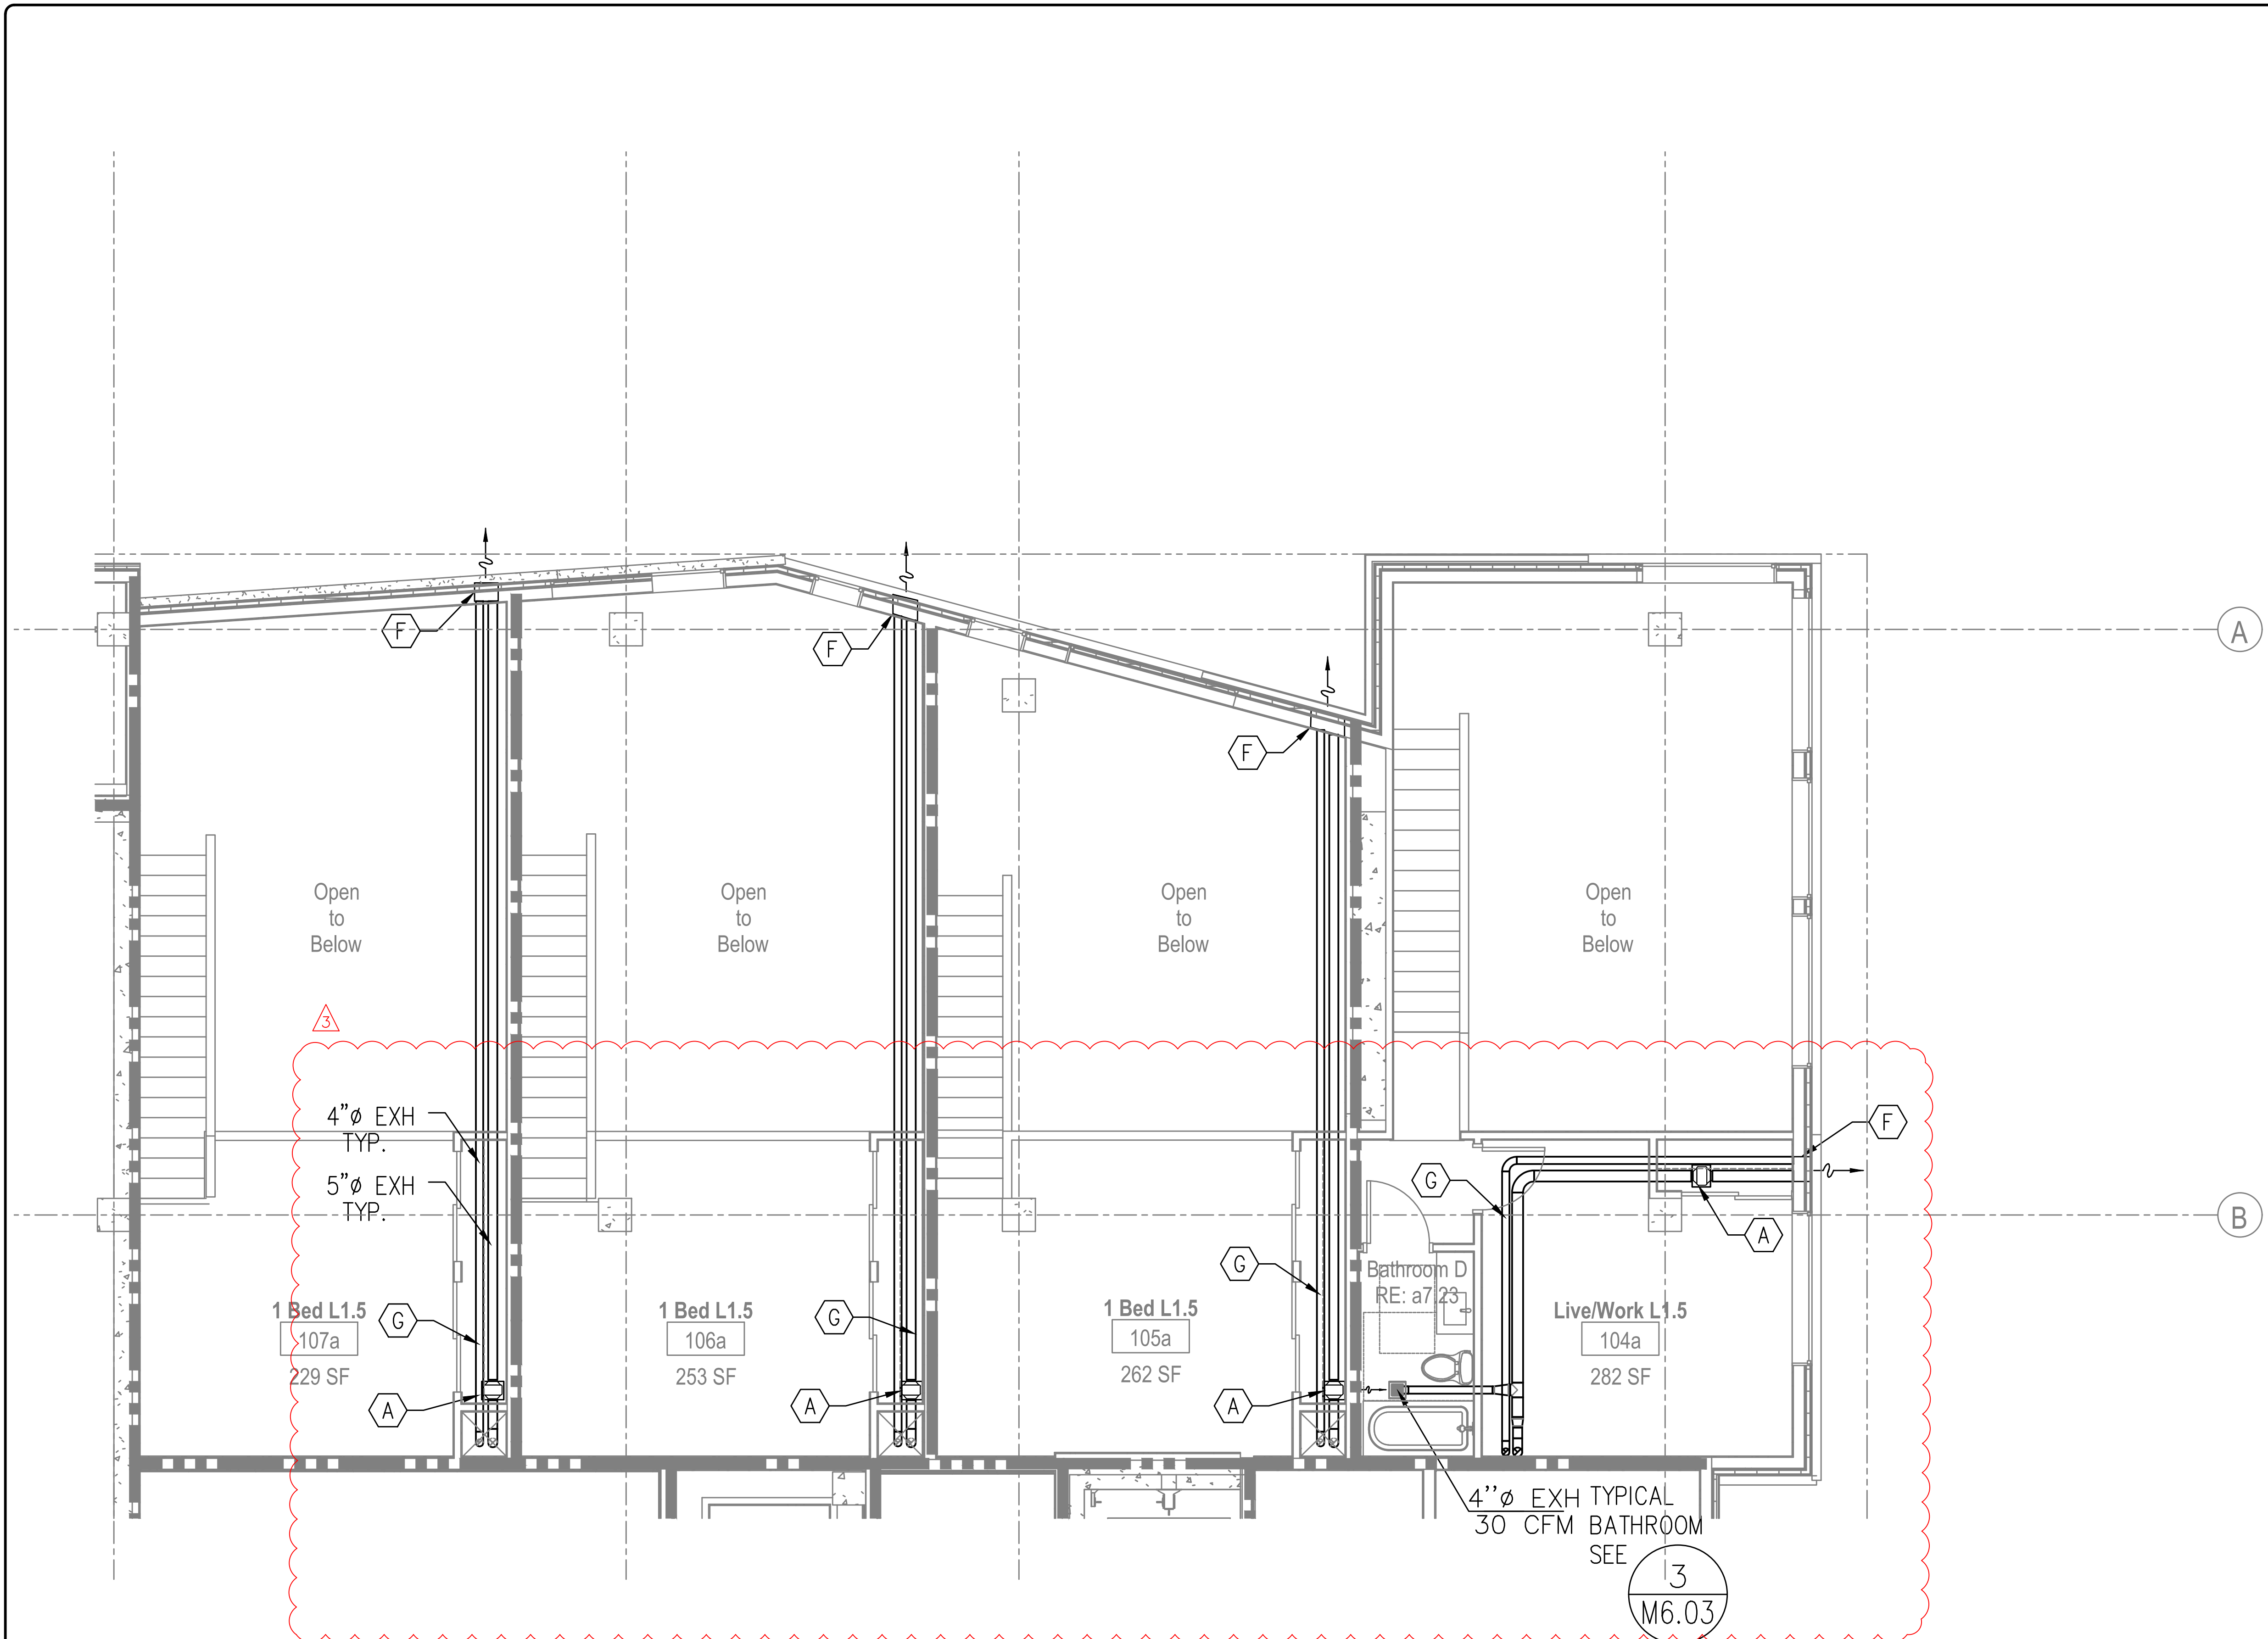 F
F
A
F
Open
to
Below
Open
to
Below
Open
to
Below
Open
to
Below
3
4"ø EXH
TYP.
5"ø EXH
TYP.
F
G
B
A
G
Bathroom D
RE: a7.23
1 Bed L1.5
107a
229 SF
G
1 Bed L1.5
106a
253 SF
G
1 Bed L1.5
105a
262 SF
Live/Work L1.5
104a
282 SF
A
A
A
4''ø EXH
30 CFM
TYPICAL
BATHROOM
SEE
3
M6.03